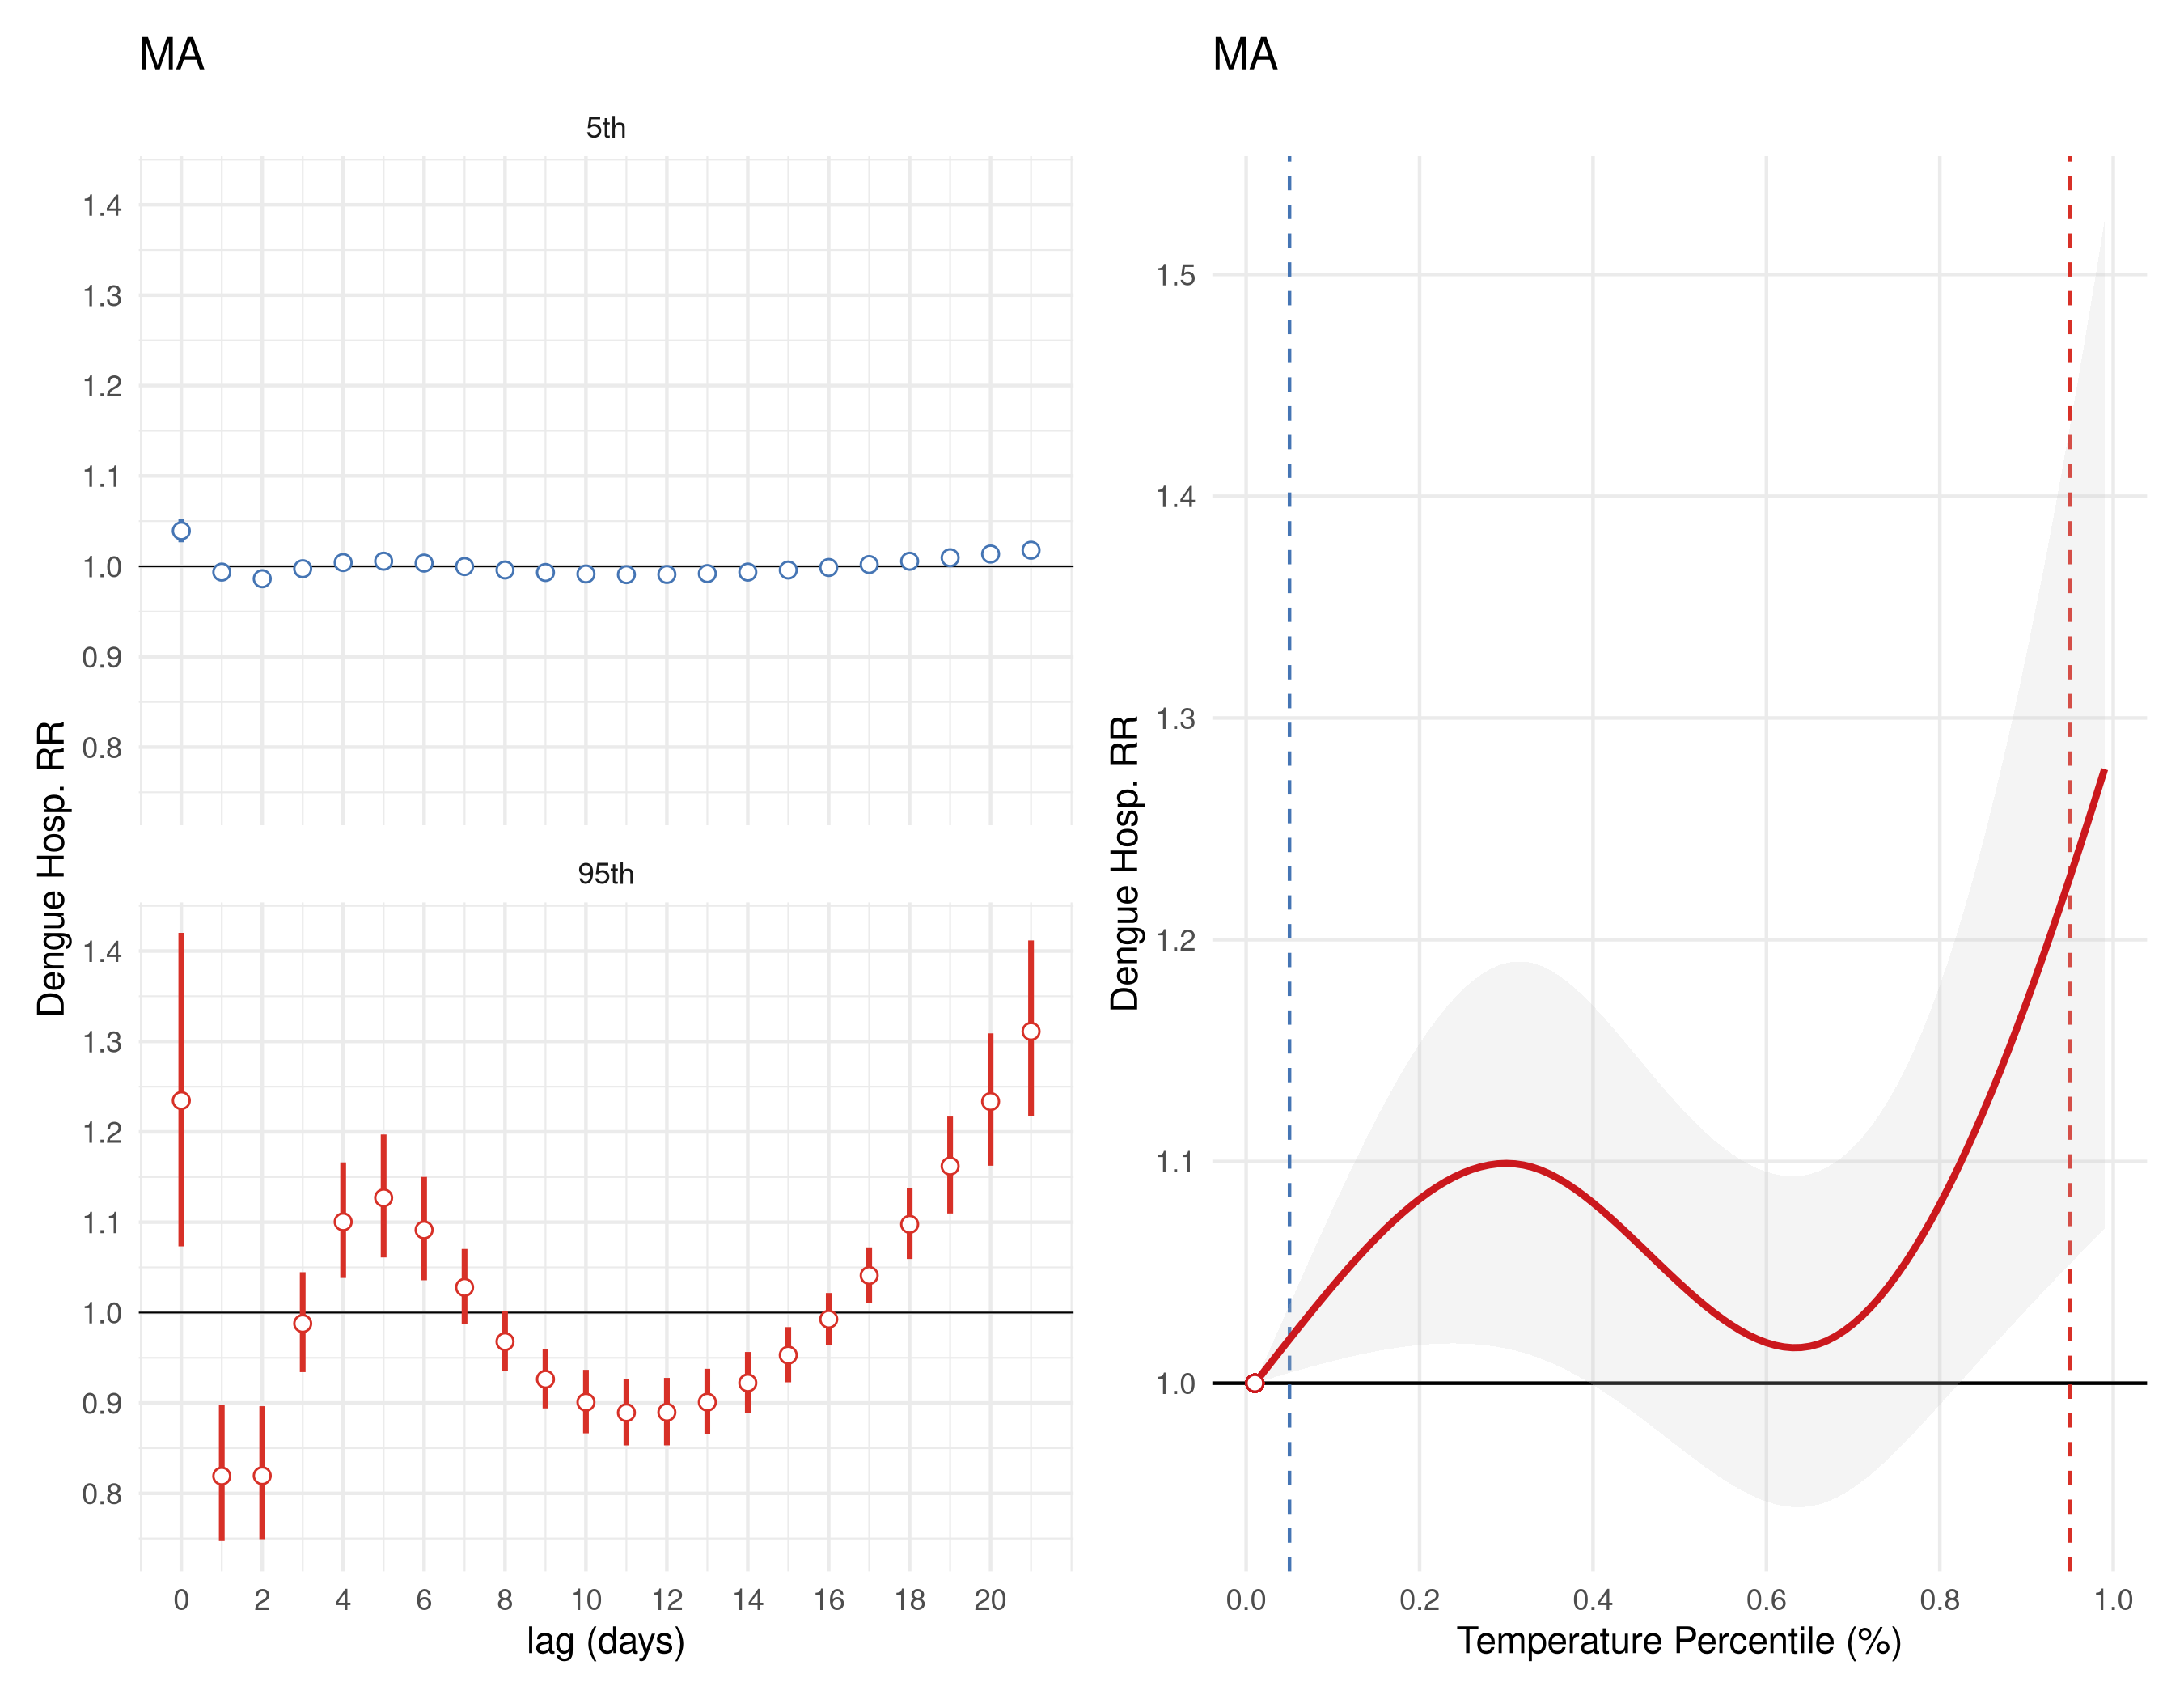 MA
5th
1.4
1.3
1.2
1.1
1.0
0.9
0.8
95th
1.4
1.3
1.2
1.1
1.0
0.9
0.8
Dengue Hosp. RR
0 2 4 6 8 10 12 14 16 18 20
lag (days)
MA
1.5
1.4
1.3
1.2
1.1
1.0
Dengue Hosp. RR
0.0 0.2 0.4 0.6 0.8 1.0
Temperature Percentile (%)